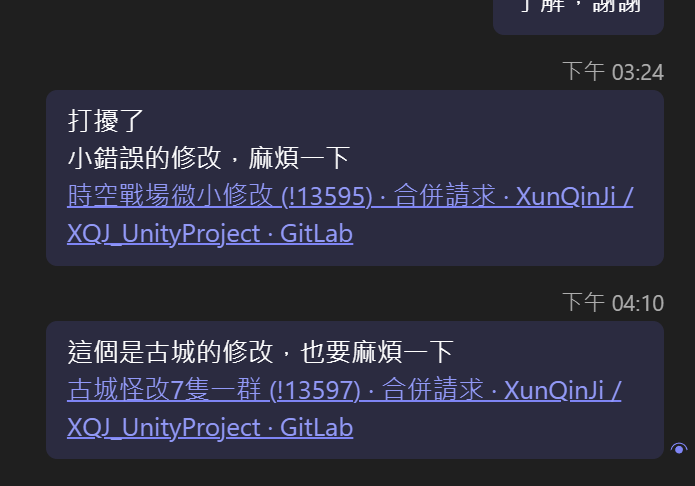 了解，謝謝
下午 03:24
打擾了
小錯誤的修改，麻煩一下
時空戰場微小修改 (!13595) · 合併請求 · XunQinJi /
XQJ_UnityProject · GitLab
下午 04:10
這個是古城的修改，也要麻煩一下
古城怪改7隻一群 (!13597) · 合併請求 · XunQinJi /
XQJ_UnityProject · GitLab